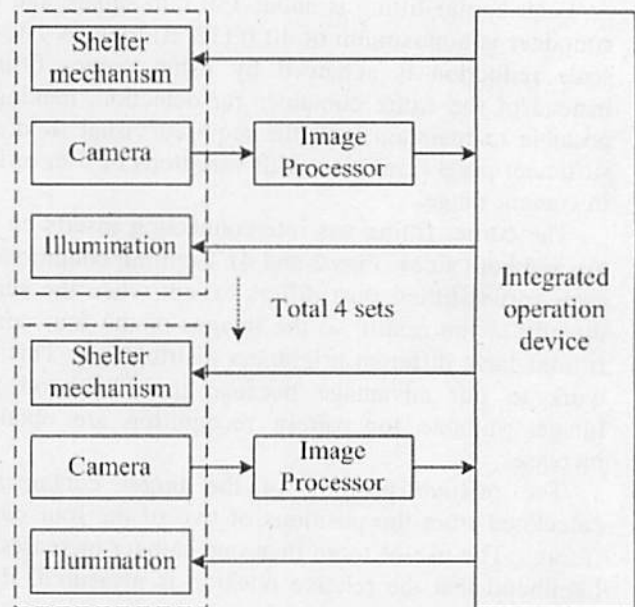 Shelter
mechanism
Camera
Image
Processor
Illumination
Integrated
operation
device
Total 4 sets
Shelter
mechanism
Camera
Image
Processor
Illumination